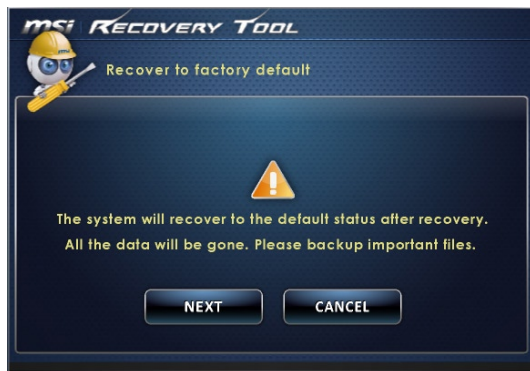 msi RECOVERY TOOL
Recover to factory default
The system will recover to the default status after recovery.
All the data will be gone. Please backup important files.
NEXT CANCEL